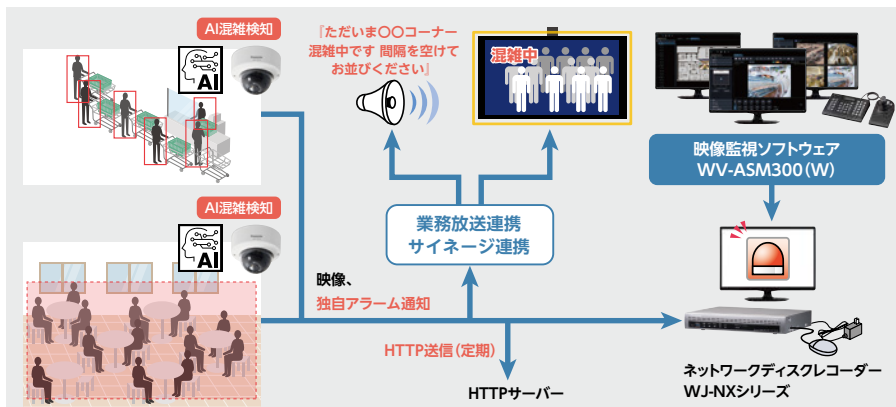 AI混雑検知
AI
『ただいま〇〇コーナー
混雑中です 間隔を空けて
お並びください』
混雑中
映像監視ソフトウェア
WV-ASM300(W)
AI混雑検知
AI
業務放送連携
サイネージ連携
映像、
独自アラーム通知
HTTP送信(定期)
HTTPサーバー
ネットワークディスクレコーダー
WJ-NXシリーズ